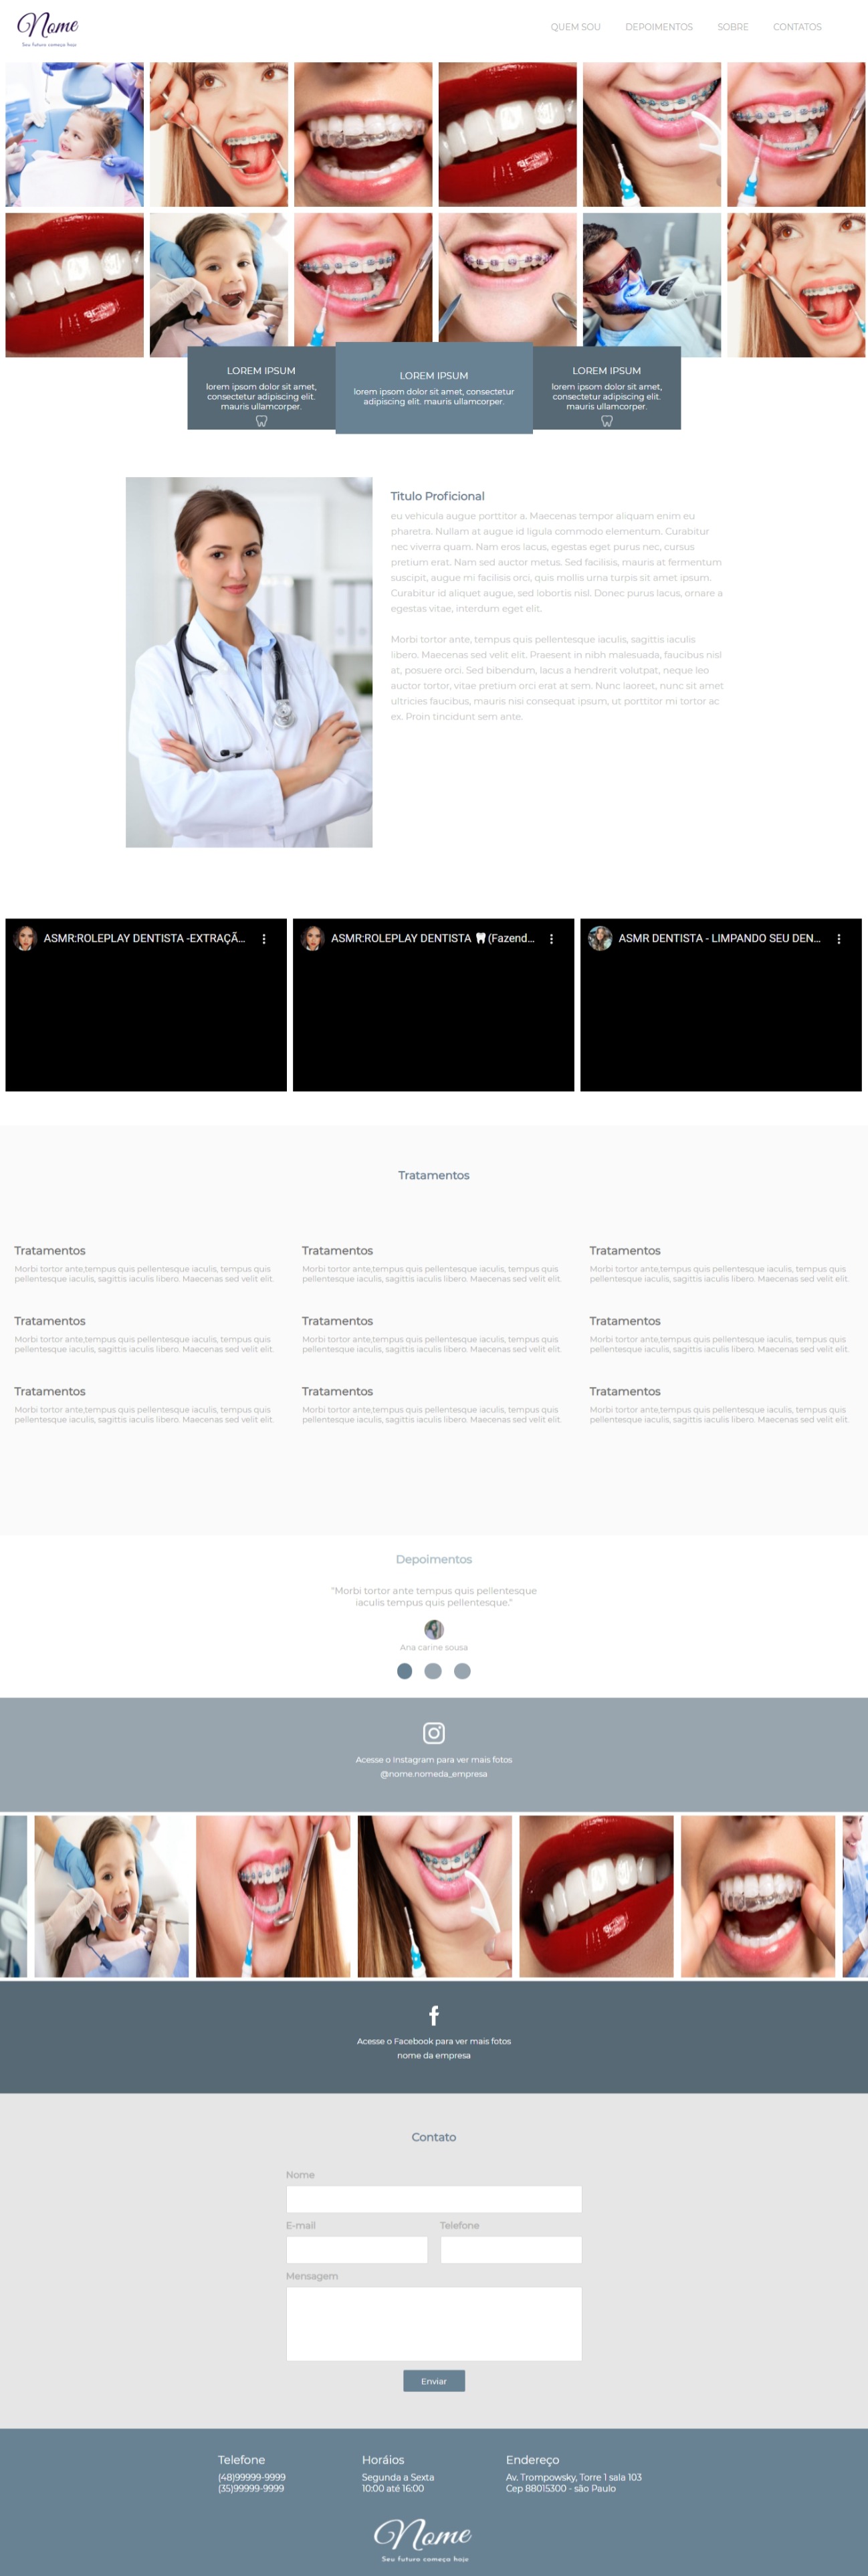 Nome
Seu futuro começa hoje
QUEM SOU
DEPOIMENTOS
SOBRE
CONTATOS
LOREM IPSUM
lorem ipsum dolor sit amet,
consectetur adipiscing elit.
mauris ullamcorper.
LOREM IPSUM
lorem ipsum dolor sit amet, consectetur
adipiscing elit. mauris ullamcorper.
LOREM IPSUM
lorem ipsum dolor sit amet,
consectetur adipiscing elit.
mauris ullamcorper.
Titulo Proficional
eu vehicula augue porttitor a. Maecenas tempor aliquam enim eu
pharetra. Nullam at augue id ligula commodo elementum. Curabitur
nec viverra quam. Nam eros lacus, egestas eget purus nec, cursus
pretium erat. Nam sed auctor metus. Sed facilisis, mauris at fermentum
suscipit, augue mi facilisis orci, quis mollis urna turpis sit amet ipsum.
Curabitur id aliquet augue, sed lobortis nisl. Donec purus lacus, ornare a
egestas vitae, interdum eget elit.
Morbi tortor ante, tempus quis pellentesque iaculis, sagittis iaculis
libero. Maecenas sed velit elit. Praesent in nibh malesuada, faucibus nisl
at, posuere orci. Sed bibendum, lacus a hendrerit volutpat, neque leo
auctor tortor, vitae pretium orci erat at sem. Nunc laoreet, nunc sit amet
ultricies faucibus, mauris nisi consequat ipsum, ut porttitor mi tortor ac
ex. Proin tincidunt sem ante.
ASMR:ROLEPLAY DENTISTA -EXTRAÇÃ...
ASMR:ROLEPLAY DENTISTA 🦷(Fazend...
ASMR DENTISTA - LIMPANDO SEU DEN...
Tratamentos
Tratamentos
Morbi tortor ante,tempus quis pellentesque iaculis, tempus quis
pellentesque iaculis, sagittis iaculis libero. Maecenas sed velit elit.
Tratamentos
Morbi tortor ante,tempus quis pellentesque iaculis, tempus quis
pellentesque iaculis, sagittis iaculis libero. Maecenas sed velit elit.
Tratamentos
Morbi tortor ante,tempus quis pellentesque iaculis, tempus quis
pellentesque iaculis, sagittis iaculis libero. Maecenas sed velit elit.
Tratamentos
Morbi tortor ante,tempus quis pellentesque iaculis, tempus quis
pellentesque iaculis, sagittis iaculis libero. Maecenas sed velit elit.
Tratamentos
Morbi tortor ante,tempus quis pellentesque iaculis, tempus quis
pellentesque iaculis, sagittis iaculis libero. Maecenas sed velit elit.
Tratamentos
Morbi tortor ante,tempus quis pellentesque iaculis, tempus quis
pellentesque iaculis, sagittis iaculis libero. Maecenas sed velit elit.
Tratamentos
Morbi tortor ante,tempus quis pellentesque iaculis, tempus quis
pellentesque iaculis, sagittis iaculis libero. Maecenas sed velit elit.
Tratamentos
Morbi tortor ante,tempus quis pellentesque iaculis, tempus quis
pellentesque iaculis, sagittis iaculis libero. Maecenas sed velit elit.
Tratamentos
Morbi tortor ante,tempus quis pellentesque iaculis, tempus quis
pellentesque iaculis, sagittis iaculis libero. Maecenas sed velit elit.
Depoimentos
"Morbi tortor ante tempus quis pellentesque
iaculis tempus quis pellentesque."
Ana carine sousa
Acesse o instagram para ver mais fotos
@nome.nomeda_empresa
Acesse o Facebook para ver mais fotos
nome da empresa
Contato
Nome
E-mail
Telefone
Mensagem
Enviar
Telefone
(48)99999-9999
(35)99999-9999
Horáios
Segunda a Sexta
10:00 até 16:00
Endereço
Av. Trompowsky, Torre 1 sala 103
Cep 88015300 - são Paulo
Nome
Seu futuro começa hoje